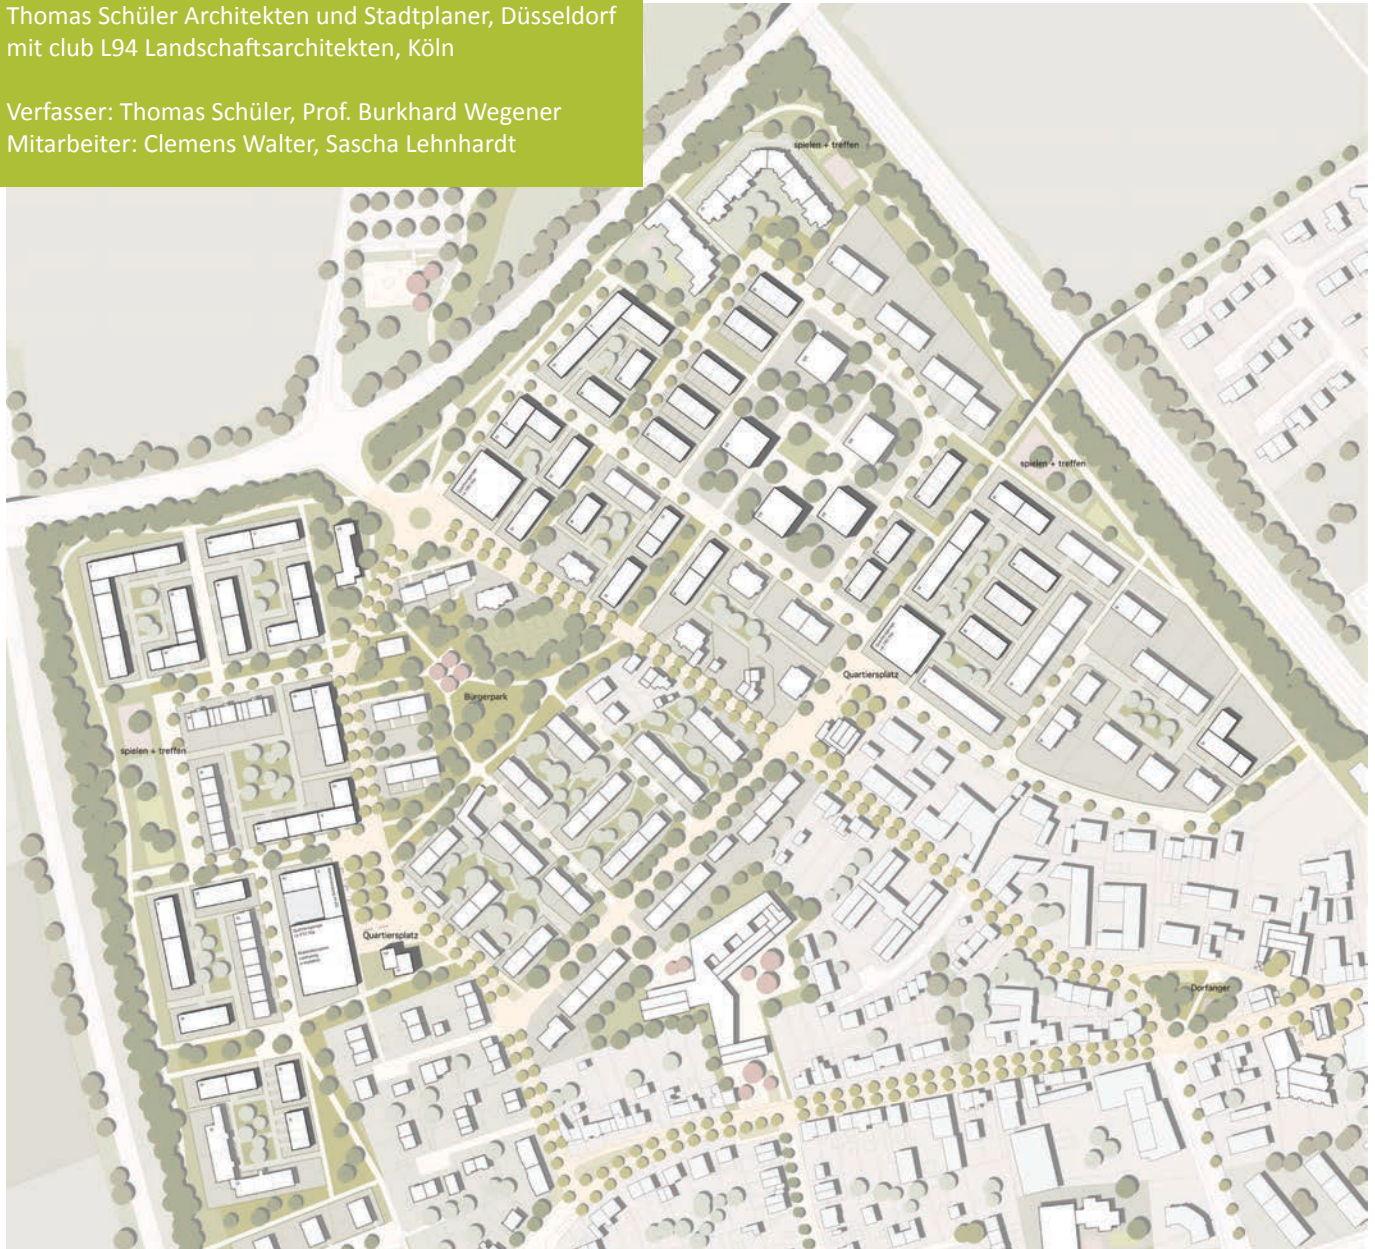 Thomas Schüler Architekten und Stadtplaner, Düsseldorf
mit club L94 Landschaftsarchitekten, Köln
Verfasser: Thomas Schüler, Prof. Burkhard Wegener
Mitarbeiter: Clemens Walter, Sascha Lehnhardt
spielen + treffen
spielen + treffen
Quartiersplatz
Bürgerpark
spielen + treffen
Quartiersplatz
Dorfanger